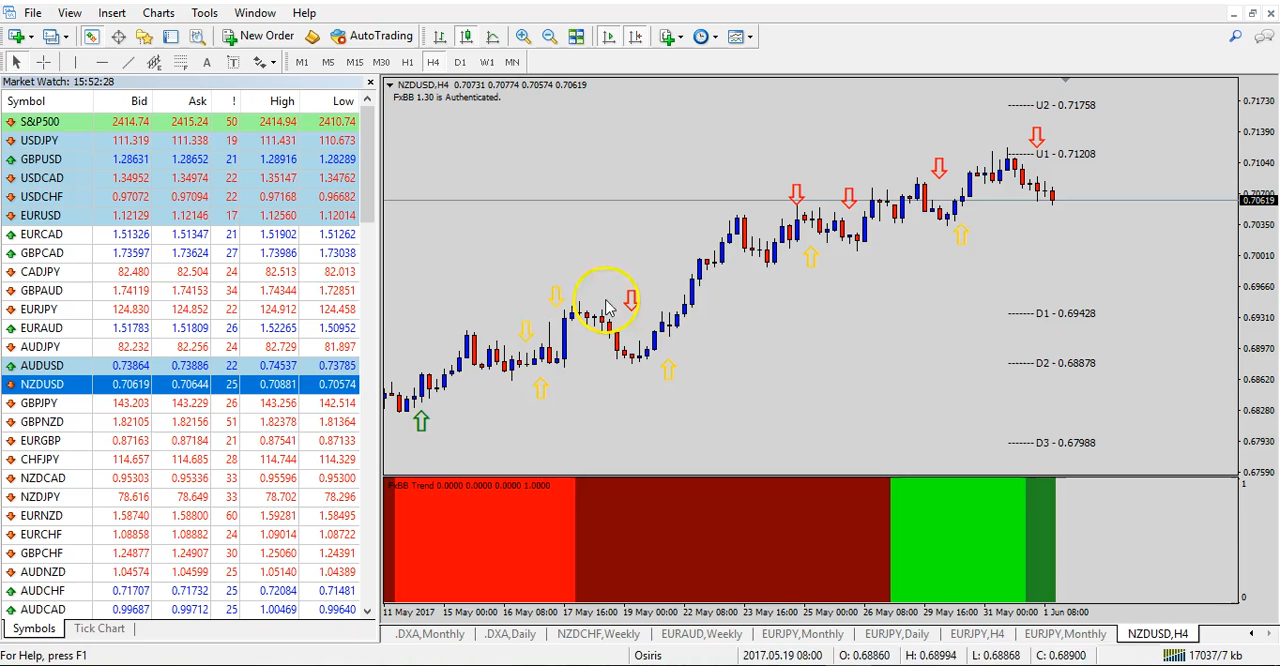 File View Insert Charts Tools Window Help
New Order AutoTrading
A T M1 M5 M15 M30 H1 H4 D1 W1 MN
Market Watch: 15:52:28
Symbol Bid Ask ! High Low
S&P500 2414.74 2415.24 50 2414.94 2410.74
USDJPY 111.319 111.338 19 111.431 110.673
GBPUSD 1.28631 1.28652 21 1.28916 1.28289
USDCAD 1.34952 1.34974 22 1.35147 1.34762
USDCHF 0.97072 0.97094 22 0.97168 0.96682
EURUSD 1.12129 1.12146 17 1.12560 1.12014
EURCAD 1.51326 1.51347 21 1.51902 1.51262
GBPCAD 1.73597 1.73624 27 1.73986 1.73038
CADJPY 82.480 82.504 24 82.513 82.013
GBPAUD 1.74119 1.74153 34 1.74344 1.72851
EURJPY 124.830 124.852 22 124.912 124.458
EURAUD 1.51783 1.51809 26 1.52265 1.50952
AUDJPY 82.232 82.256 24 82.729 81.897
AUDUSD 0.73864 0.73886 22 0.74537 0.73785
NZDUSD 0.70619 0.70644 25 0.70881 0.70574
GBPJPY 143.203 143.229 26 143.256 142.514
GBPNZD 1.82105 1.82156 51 1.82378 1.81364
EURGBP 0.87163 0.87184 21 0.87541 0.87133
CHFJPY 114.657 114.685 28 114.744 114.329
NZDCAD 0.95303 0.95336 33 0.95596 0.95300
NZDJPY 78.616 78.649 33 78.702 78.296
EURNZD 1.58740 1.58800 60 1.59281 1.58495
EURCHF 1.08858 1.08882 24 1.09014 1.08722
GBPCHF 1.24877 1.24907 30 1.25060 1.24391
AUDNZD 1.04574 1.04599 25 1.05140 1.04389
AUDCHF 0.71707 0.71732 25 0.72084 0.71481
AUDCAD 0.99687 0.99712 25 1.00469 0.99640
Symbols Tick Chart
NZDUSD,H4 0.70731 0.70774 0.70574 0.70619
FxBB 1.30 is Authenticated.
U2 - 0.71758
U1 - 0.71208
D1 - 0.69428
D2 - 0.68878
D3 - 0.67988
0.71730
0.71390
0.71040
0.70700
0.70619
0.70350
0.70010
0.69660
0.69310
0.68970
0.68620
0.68280
0.67930
0.67590
FxBB Trend 0.0000 0.0000 0.0000 1.0000
1
0
11 May 2017 15 May 00:00 16 May 08:00 17 May 16:00 19 May 00:00 22 May 08:00 23 May 16:00 25 May 00:00 26 May 08:00 29 May 16:00 31 May 00:00 1 Jun 08:00
.DXA,Monthly .DXA,Daily NZDCHF,Weekly EURAUD,Weekly EURJPY,Monthly EURJPY,Daily EURJPY,H4 EURJPY,Monthly NZDUSD,H4
For Help, press F1 Osiris 2017.05.19 08:00 O: 0.68860 H: 0.68994 L: 0.68868 C: 0.68900 17037/7 kb